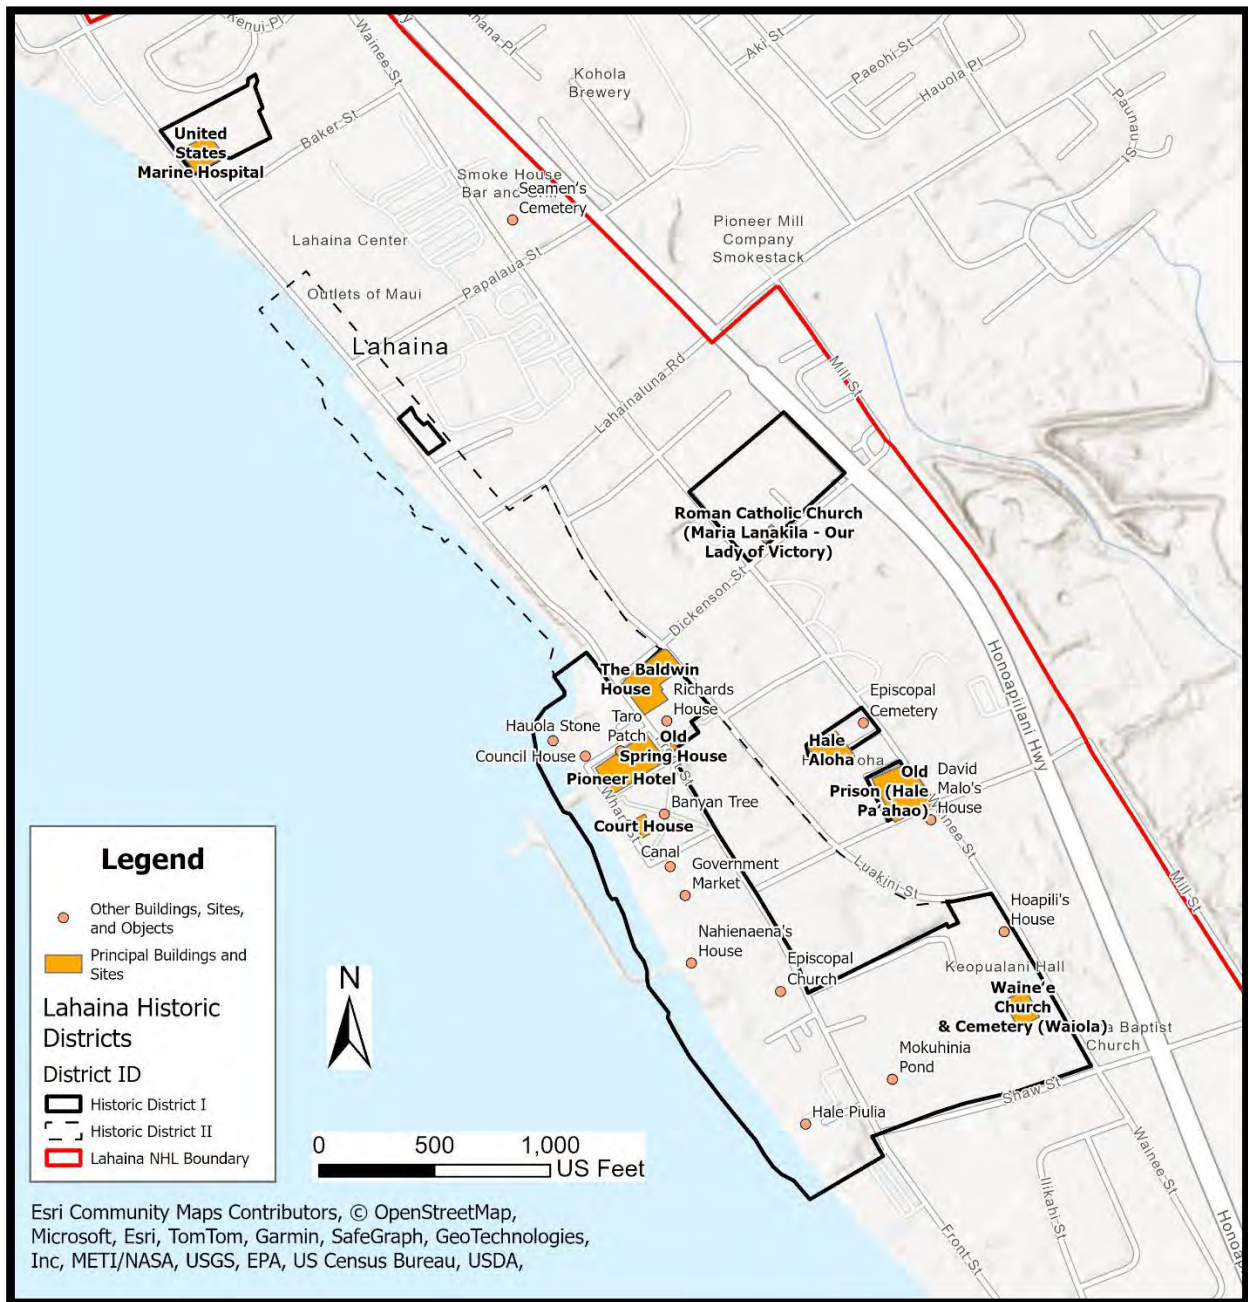 Kenui Pl
Wainee St
Aki St
Paeohi St
Hauola Pl
Paunau St
Kohola
Brewery
Baker St
United
States
Marine Hospital
Smoke House
Bar and
Seamen's
Cemetery
Pioneer Mill
Company
Smokestack
Lahaina Center
Papalaua St
Outlets of Maui
Lahaina
Lahainaluna Rd
Mill St
Roman Catholic Church
(Maria Lanakila - Our
Lady of Victory)
Dickenson St
Honoapiilani Hwy
The Baldwin
House
Richards
House
Episcopal
Cemetery
Hauola Stone
Taro
Patch
Old
Spring House
Council House
Pioneer Hotel
Hale
Aloha
Old
Prison (Hale
Pa'ahao)
David
Malo's
House
Wharf St
Banyan Tree
Wainee St
Court House
Canal
Government
Market
Luakini St
Mill St
Hoapili's
House
Nahienaena's
House
Episcopal
Church
Keopualani Hall
Waine'e
Church
& Cemetery (Waiola)
Baptist
Church
Mokuhinia
Pond
Shaw St
Hale Piulia
Wainee St
Ilikahi St
Front St
Legend
Other Buildings, Sites,
and Objects
Principal Buildings and
Sites
Lahaina Historic
Districts
District ID
Historic District I
Historic District II
Lahaina NHL Boundary
N
0 500 1,000
US Feet
Esri Community Maps Contributors, © OpenStreetMap,
Microsoft, Esri, TomTom, Garmin, SafeGraph, GeoTechnologies,
Inc, METI/NASA, USGS, EPA, US Census Bureau, USDA,